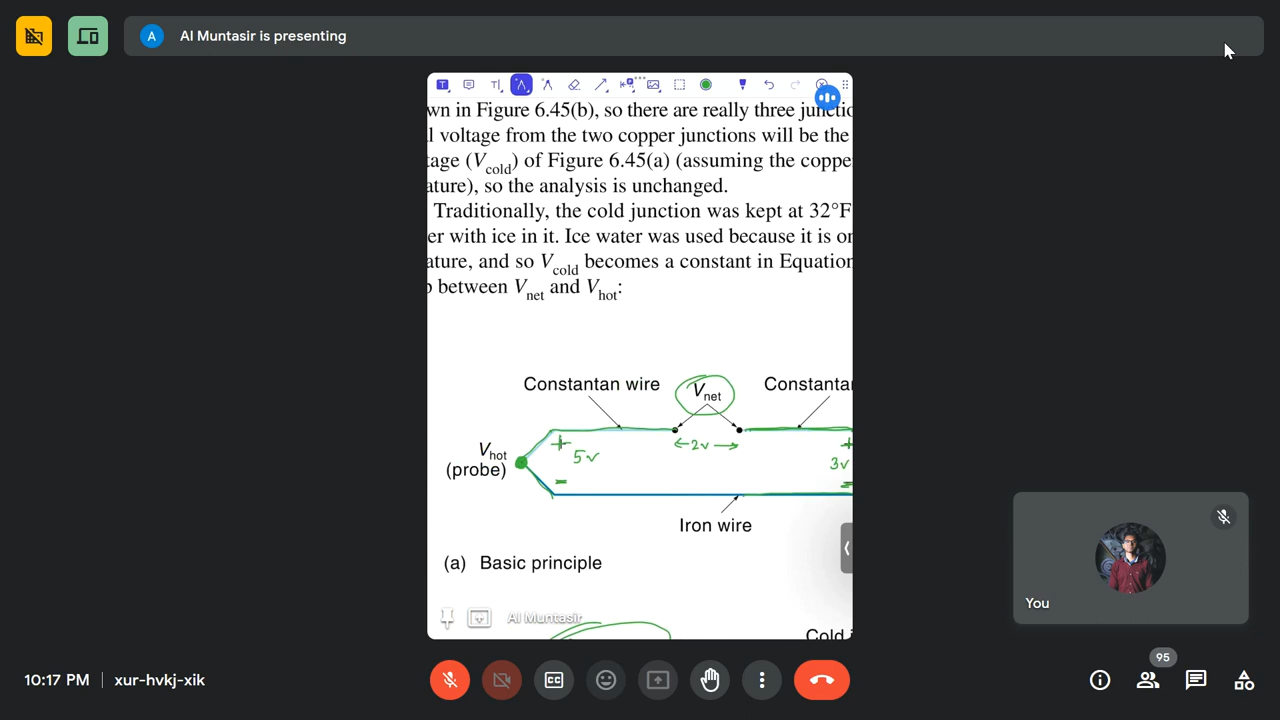 A
Al Muntasir is presenting
wn in Figure 6.45(b), so there are really three junctio
l voltage from the two copper junctions will be the
tage (Vcold) of Figure 6.45(a) (assuming the coppe
ature), so the analysis is unchanged.
Traditionally, the cold junction was kept at 32°F
er with ice in it. Ice water was used because it is or
ature, and so Vcold becomes a constant in Equation
between Vnet and Vhot:
Constantan wire
Vnet
Constanta
Vhot
(probe)
+
5v
-
←2v→
+
3v
=
Iron wire
(a) Basic principle
Al Muntasir
Cold
You
10:17 PM | xur-hvkj-xik
CC
95